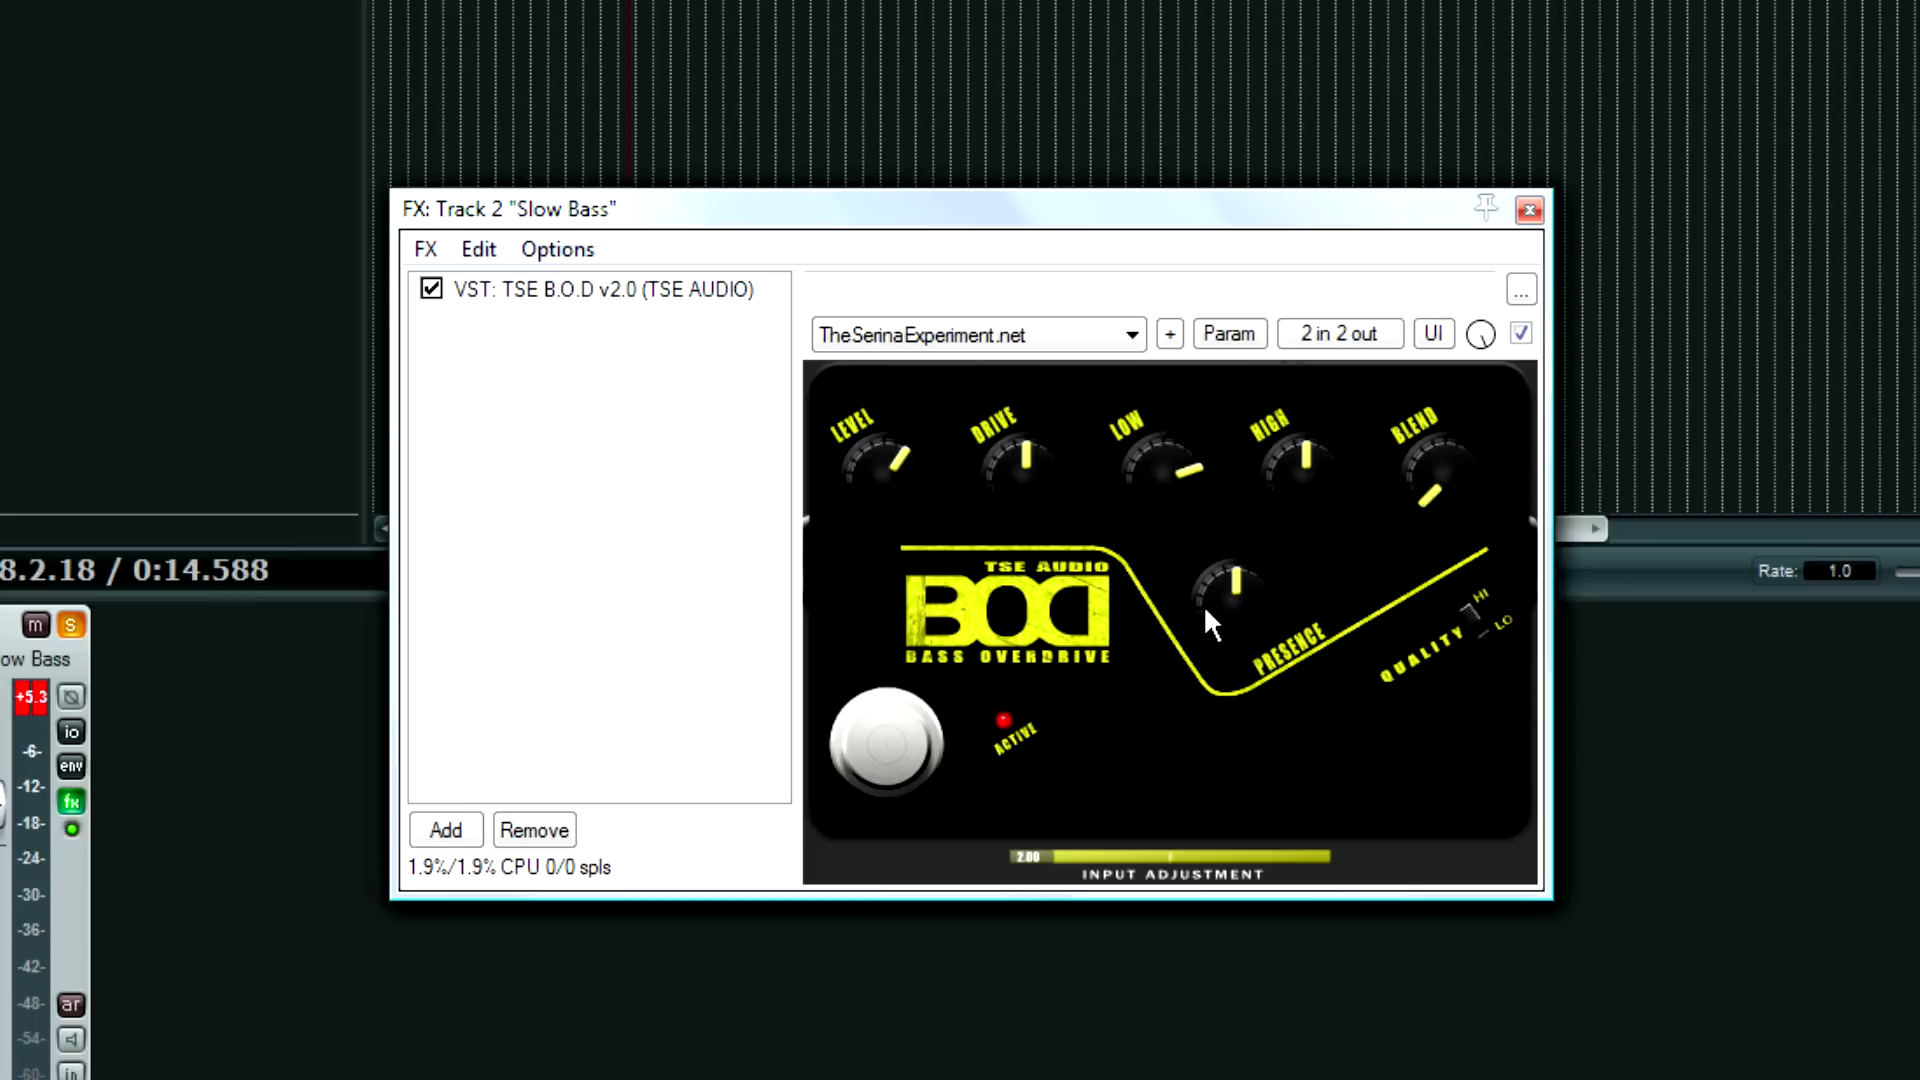 FX: Track 2 "Slow Bass"
FX Edit Options
VST: TSE B.O.D v2.0 (TSE AUDIO)
...
TheSerinaExperiment.net + Param 2 in 2 out UI
LEVEL DRIVE LOW HIGH BLEND
TSE AUDIO
BOD
BASS OVERDRIVE
PRESENCE
QUALITY HI LO
ACTIVE
2.00
INPUT ADJUSTMENT
Add Remove
1.9%/1.9% CPU 0/0 spls
8.2.18 / 0:14.588
Rate: 1.0
m S
ow Bass
+5.3
io
-6-
env
-12-
fx
-18-
-24-
-30-
-36-
-42-
-48-
ar
-54-
-60-
in